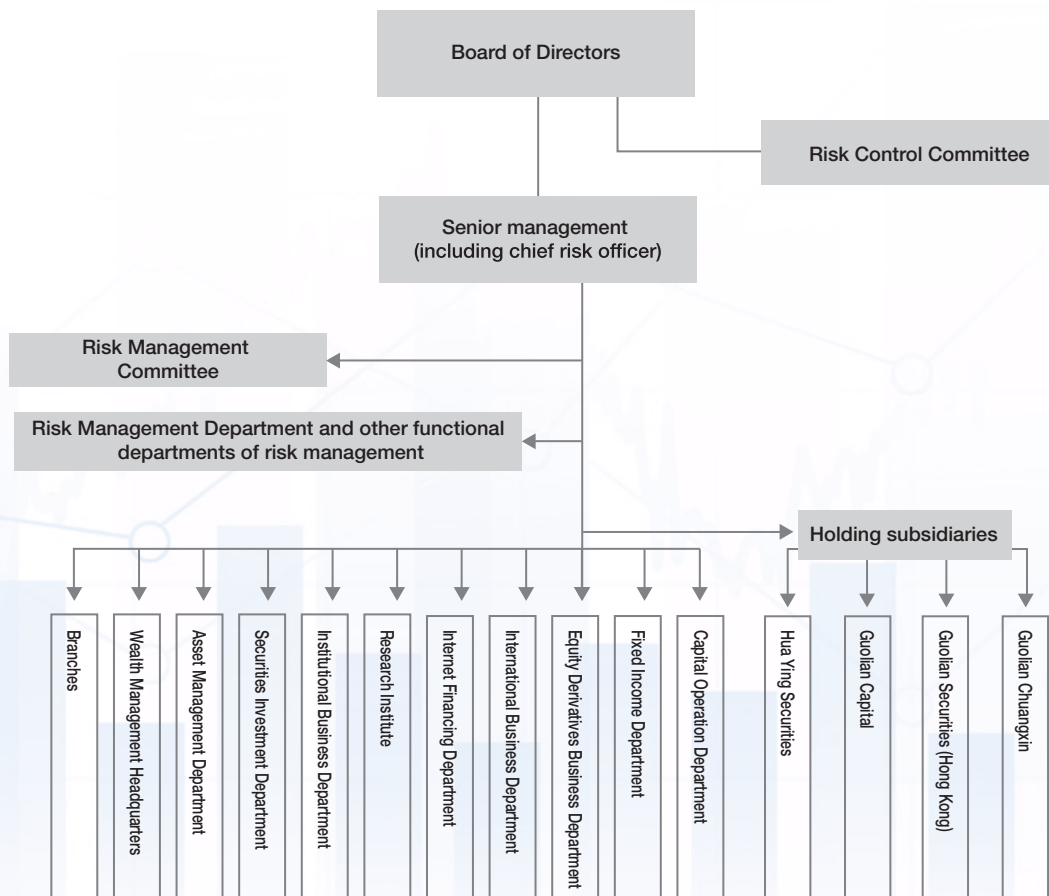 Board of Directors
Risk Control Committee
Senior management
(including chief risk officer)
Risk Management
Committee
Risk Management Department and other functional
departments of risk management
Holding subsidiaries
Branches
Wealth Management Headquarters
Asset Management Department
Securities Investment Department
Institutional Business Department
Research Institute
Internet Financing Department
International Business Department
Equity Derivatives Business Department
Fixed Income Department
Capital Operation Department
Hua Ying Securities
Guolian Capital
Guolian Securities (Hong Kong)
Guolian Chuangxin